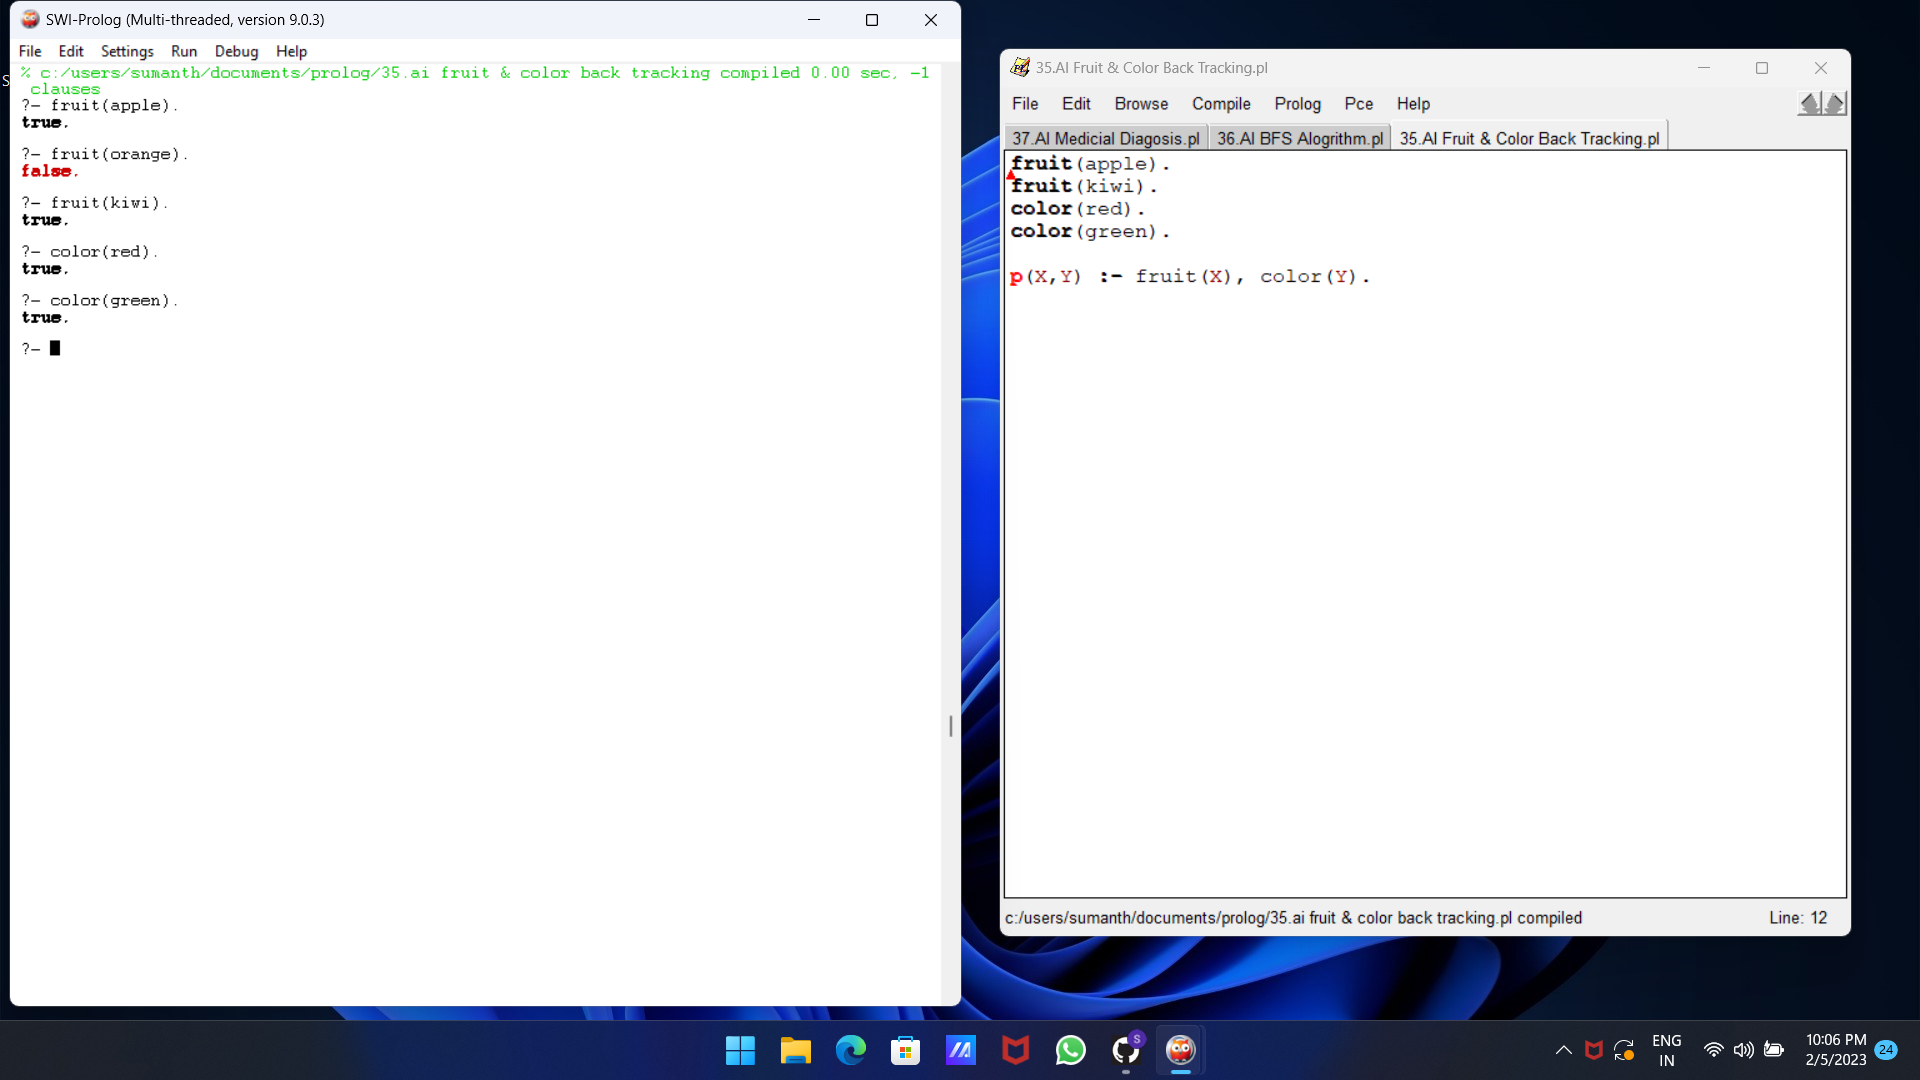 SWI-Prolog (Multi-threaded, version 9.0.3)
File Edit Settings Run Debug Help
% c:/users/sumanth/documents/prolog/35.ai fruit & color back tracking compiled 0.00 sec, -1
clauses
?- fruit(apple).
true.
?- fruit(orange).
false.
?- fruit(kiwi).
true.
?- color(red).
true.
?- color(green).
true.
?-
S
35.AI Fruit & Color Back Tracking.pl
File Edit Browse Compile Prolog Pce Help
37.AI Medicial Diagosis.pl 36.AI BFS Alogrithm.pl 35.AI Fruit & Color Back Tracking.pl
fruit(apple).
fruit(kiwi).
color(red).
color(green).
p(X,Y) :- fruit(X), color(Y).
c:/users/sumanth/documents/prolog/35.ai fruit & color back tracking.pl compiled Line: 12
S
ENG
IN
10:06 PM
2/5/2023
24